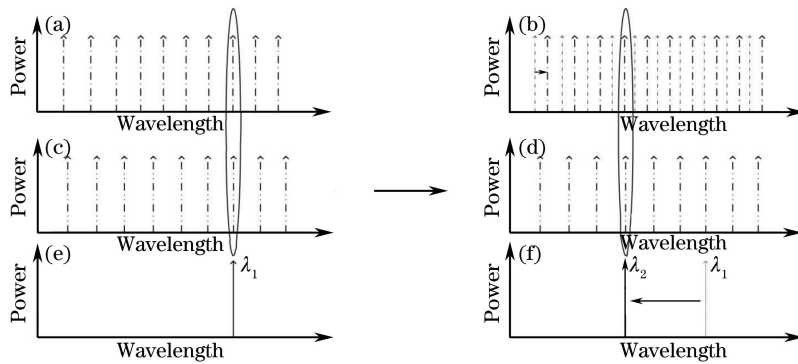 (a)
Power
Wavelength
(b)
Power
Wavelength
(c)
Power
Wavelength
(d)
Power
Wavelength
(e)
Power
λ1
Wavelength
(f)
Power
λ2
λ1
Wavelength